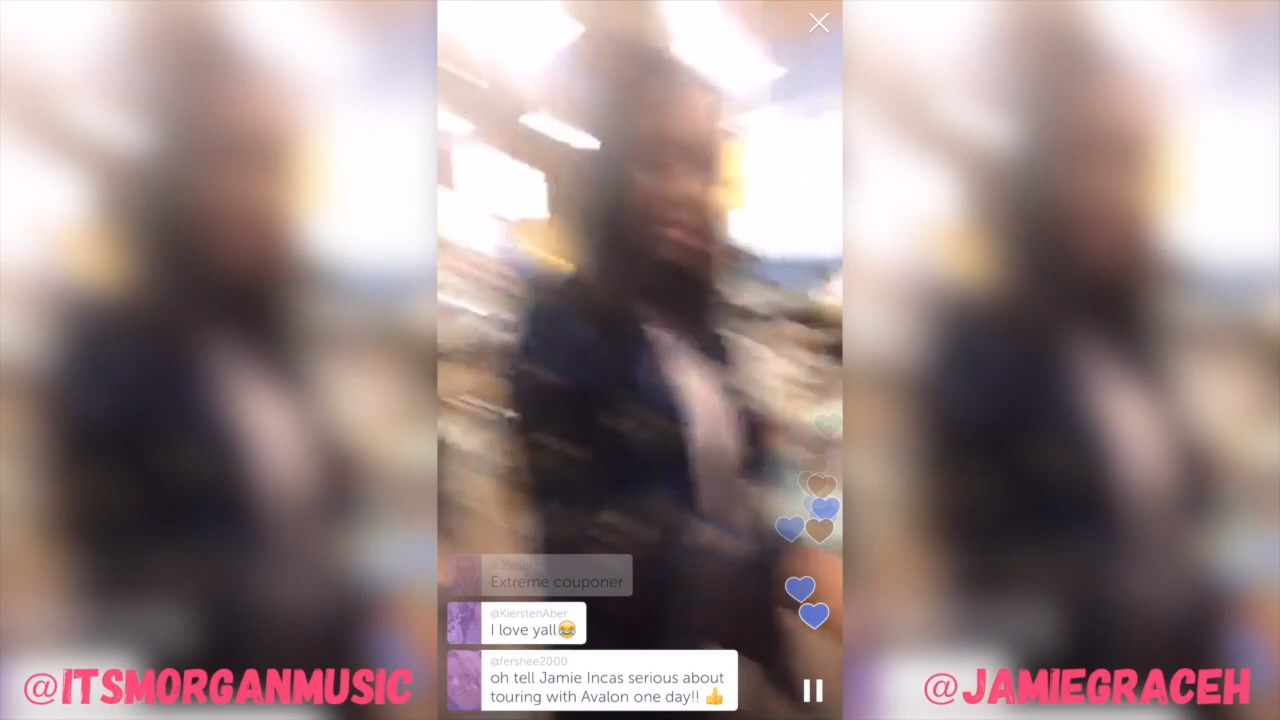 Extreme couponer
@KierstenAber
I love yall😂
@fershee2000
oh tell Jamie Incas serious about
touring with Avalon one day!! 👍
@ITSMORGANMUSIC
@JAMIEGRACEH